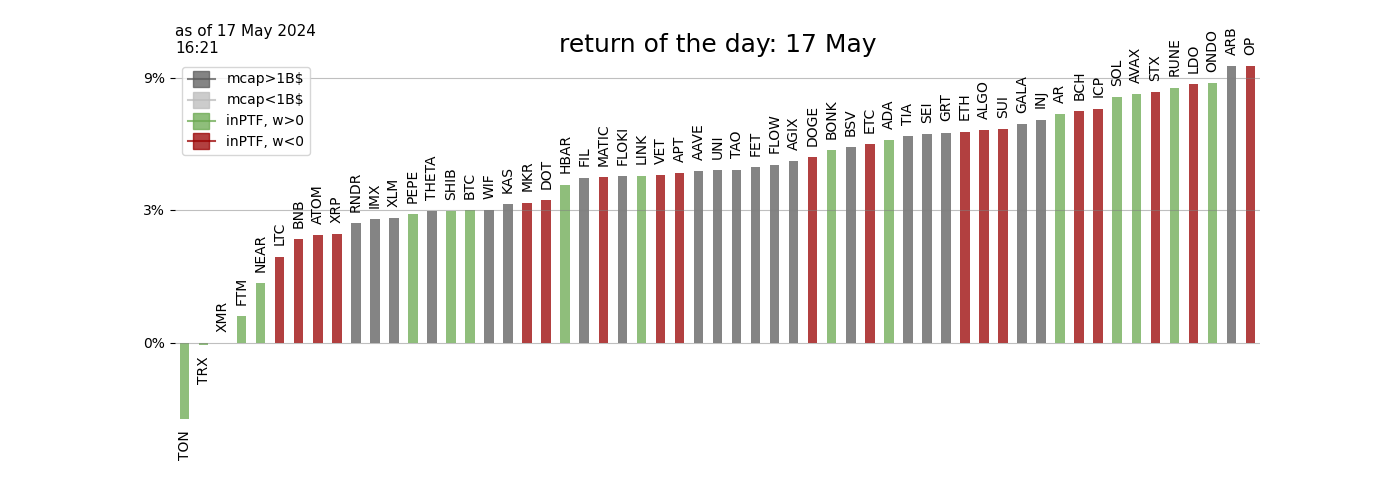 as of 17 May 2024
16:21
return of the day: 17 May
mcap>1B$
mcap<1B$
inPTF, w>0
inPTF, w<0
9%
3%
0%
TON
TRX
XMR
FTM
NEAR
LTC
BNB
ATOM
XRP
RNDR
IMX
XLM
PEPE
THETA
SHIB
BTC
WIF
KAS
MKR
DOT
HBAR
FIL
MATIC
FLOKI
LINK
VET
APT
AAVE
UNI
TAO
FET
FLOW
AGIX
DOGE
BONK
BSV
ETC
ADA
TIA
SEI
GRT
ETH
ALGO
SUI
GALA
INJ
AR
BCH
ICP
SOL
AVAX
STX
RUNE
LDO
ONDO
ARB
OP